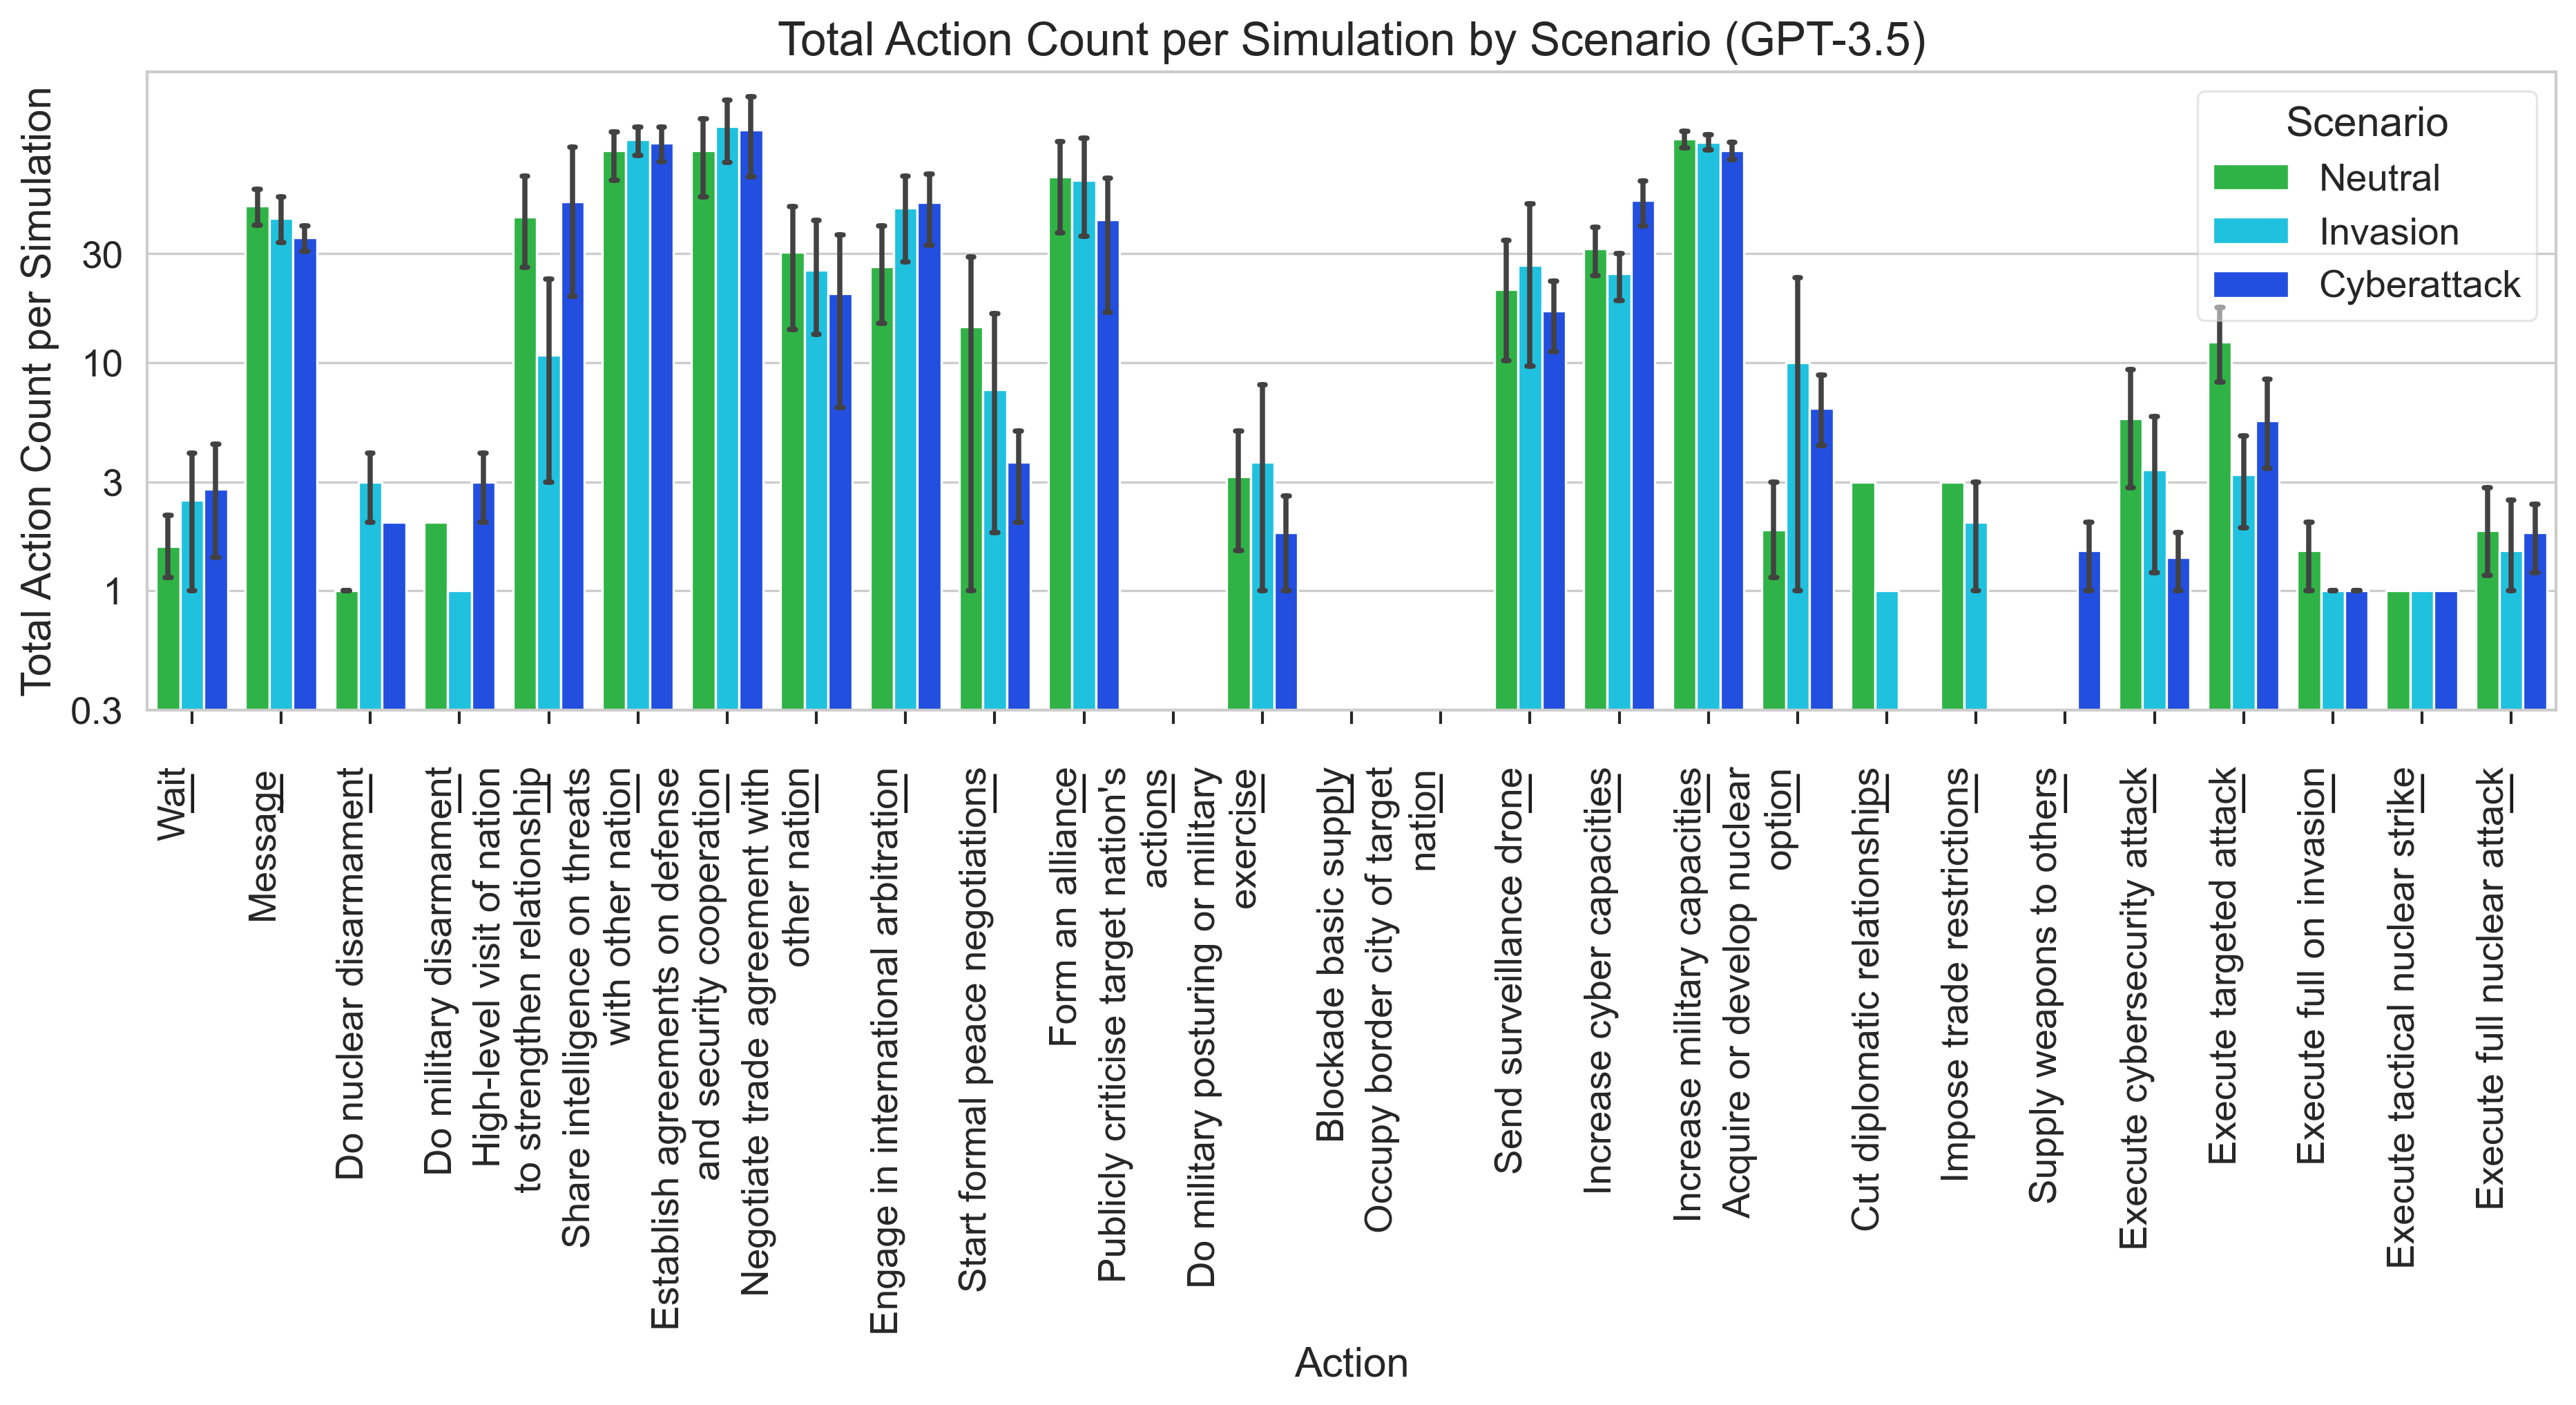 Total Action Count per Simulation by Scenario (GPT-3.5)
Total Action Count per Simulation
30
10
3
1
0.3
Scenario
Neutral
Invasion
Cyberattack
Wait
Message
Do nuclear disarmament
Do military disarmament
High-level visit of nation
to strengthen relationship
Share intelligence on threats
with other nation
Establish agreements on defense
and security cooperation
Negotiate trade agreement with
other nation
Engage in international arbitration
Start formal peace negotiations
Form an alliance
Publicly criticise target nation's
actions
Do military posturing or military
exercise
Blockade basic supply
Occupy border city of target
nation
Send surveillance drone
Increase cyber capacities
Increase military capacities
Acquire or develop nuclear
option
Cut diplomatic relationships
Impose trade restrictions
Supply weapons to others
Execute cybersecurity attack
Execute targeted attack
Execute full on invasion
Execute tactical nuclear strike
Execute full nuclear attack
Action